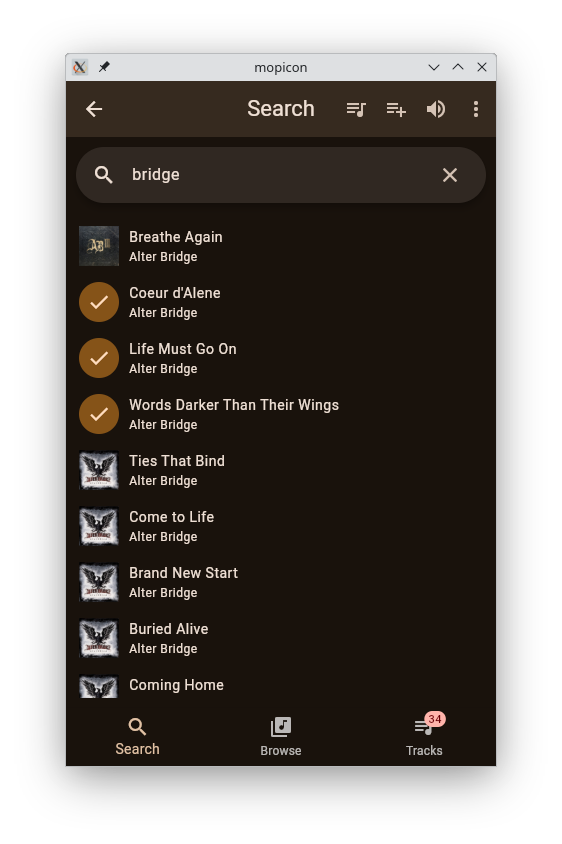 mopicon
Search
bridge
Breathe Again
Alter Bridge
Coeur d'Alene
Alter Bridge
Life Must Go On
Alter Bridge
Words Darker Than Their Wings
Alter Bridge
Ties That Bind
Alter Bridge
Come to Life
Alter Bridge
Brand New Start
Alter Bridge
Buried Alive
Alter Bridge
Coming Home
34
Search
Browse
Tracks